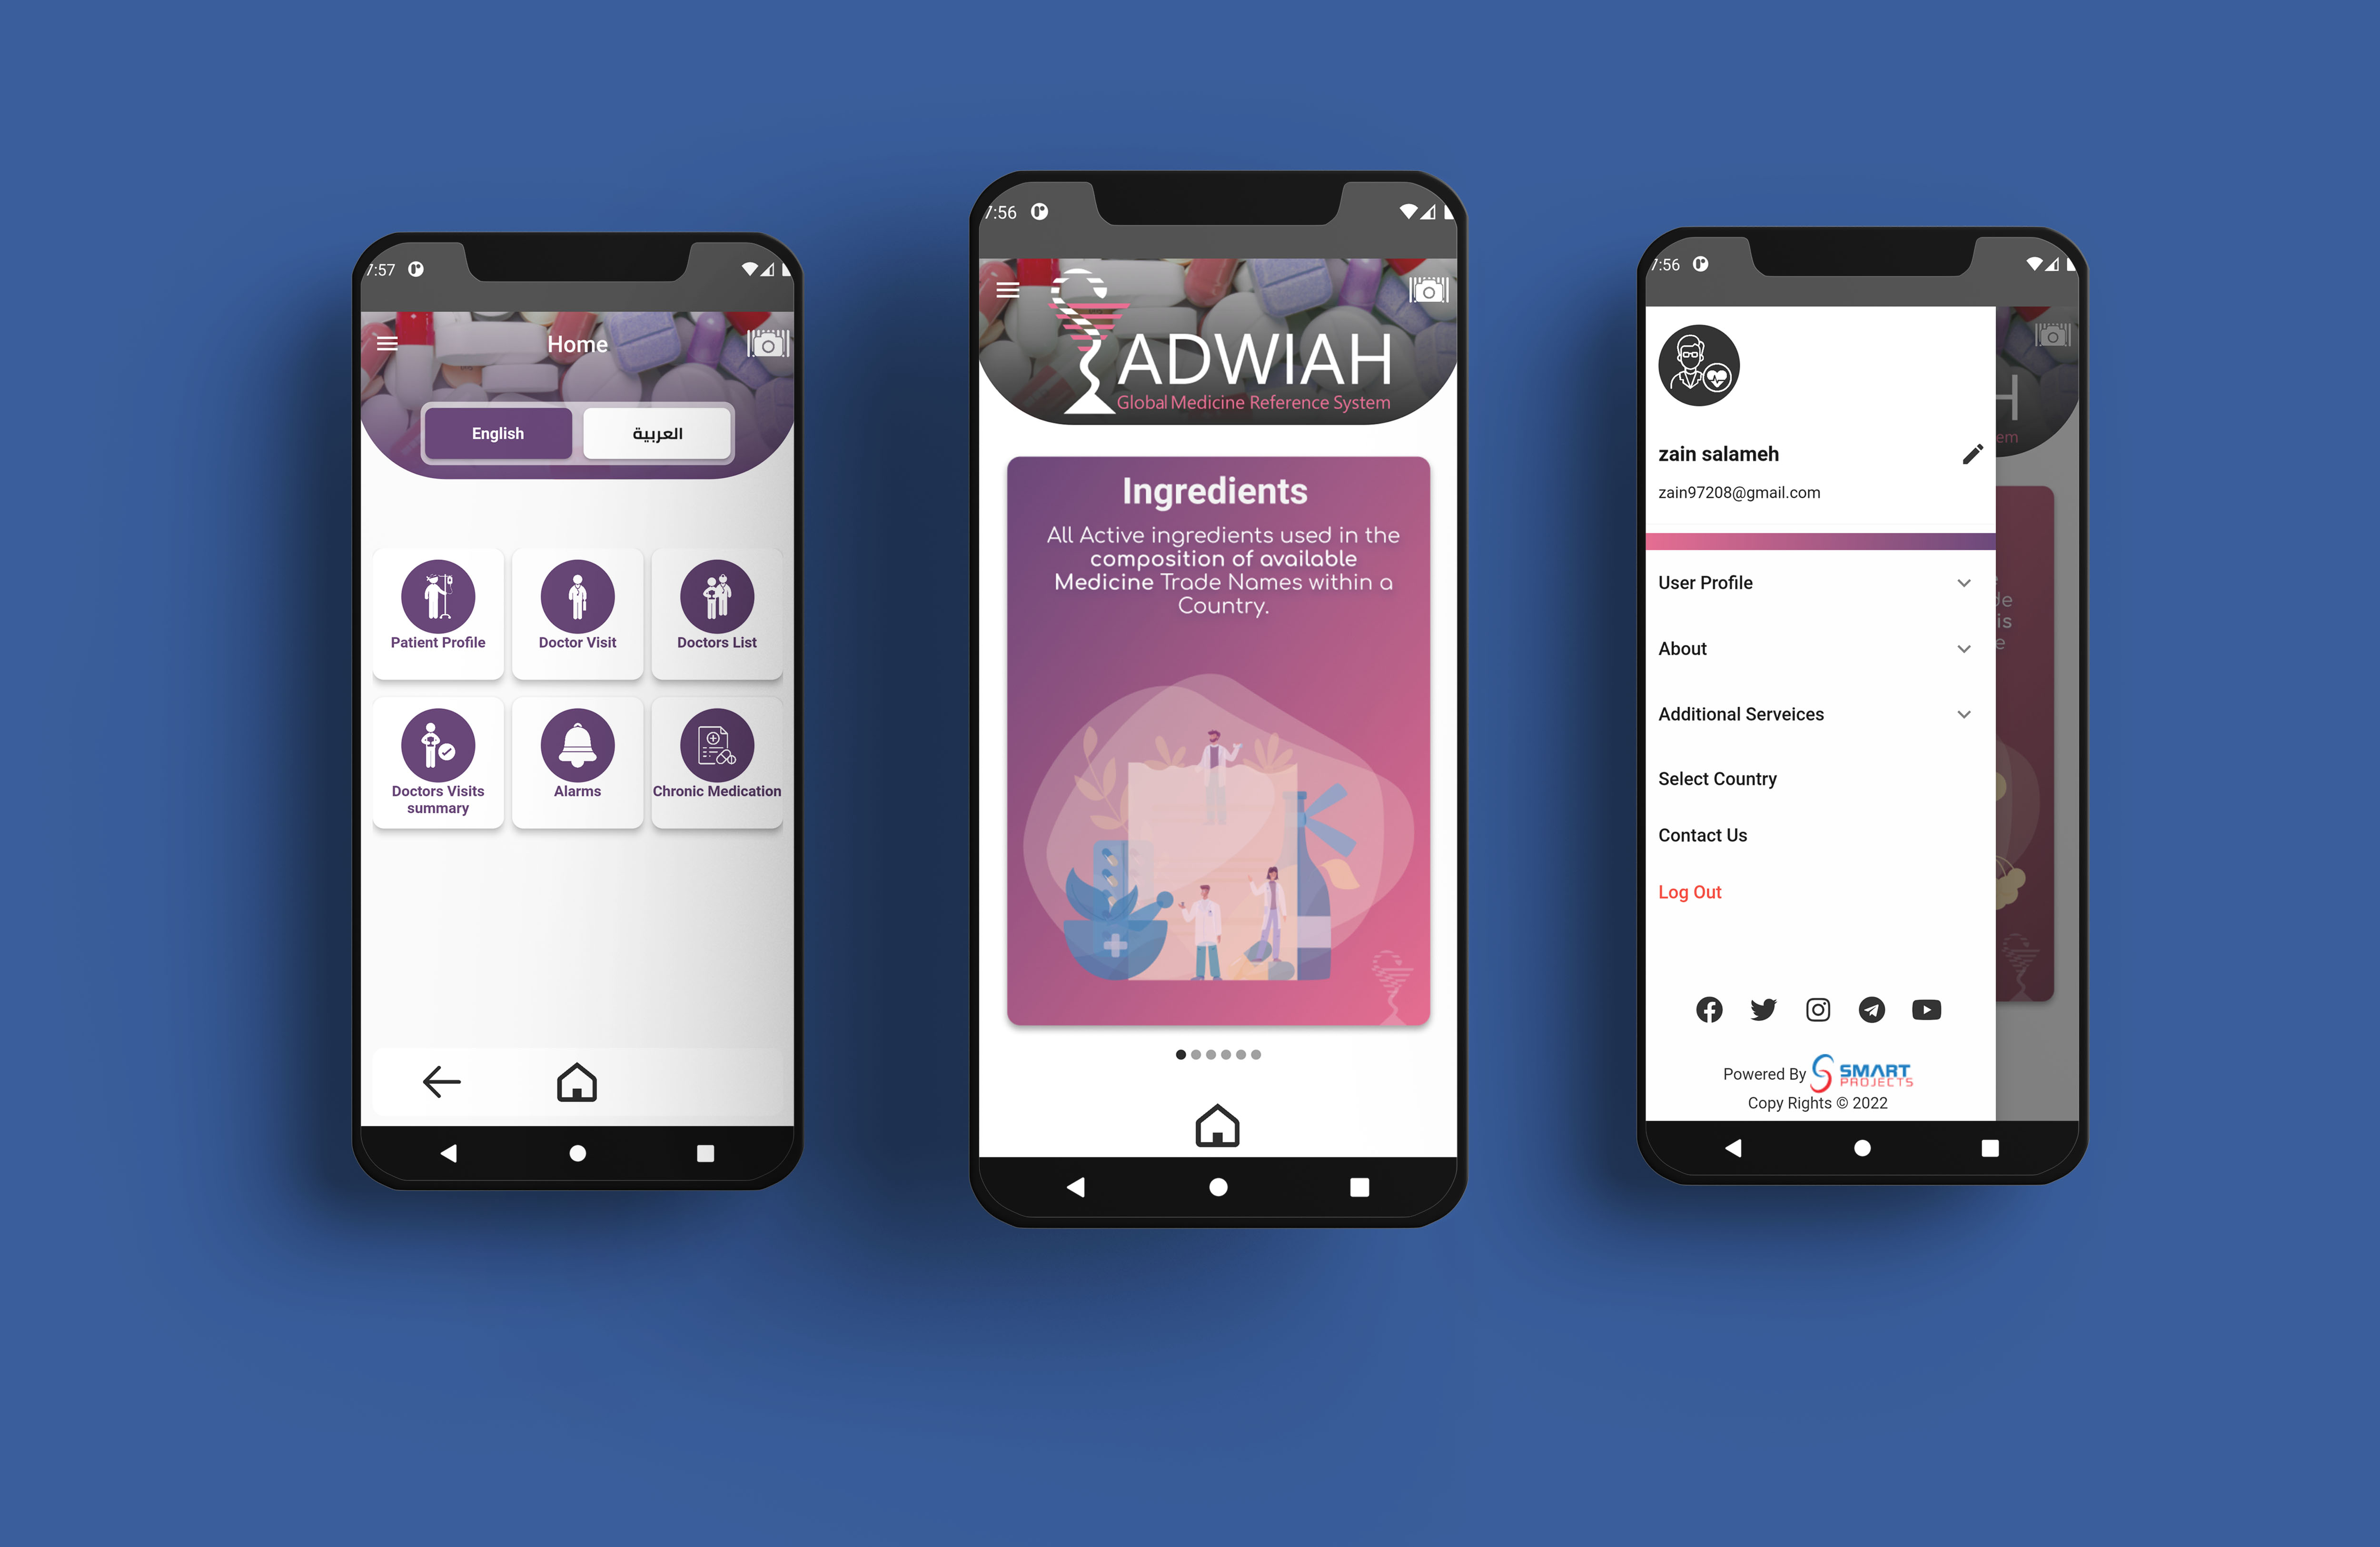 7:57
Home
English
العربية
Patient Profile
Doctor Visit
Doctors List
Doctors Visits
summary
Alarms
Chronic Medication
7:56
ADWIAH
Global Medicine Reference System
Ingredients
All Active ingredients used in the
composition of available
Medicine Trade Names within a
Country.
7:56
zain salameh
zain97208@gmail.com
User Profile
About
Additional Serveices
Select Country
Contact Us
Log Out
Powered By SMART
PROJECTS
Copy Rights © 2022
H
em
de
is
e